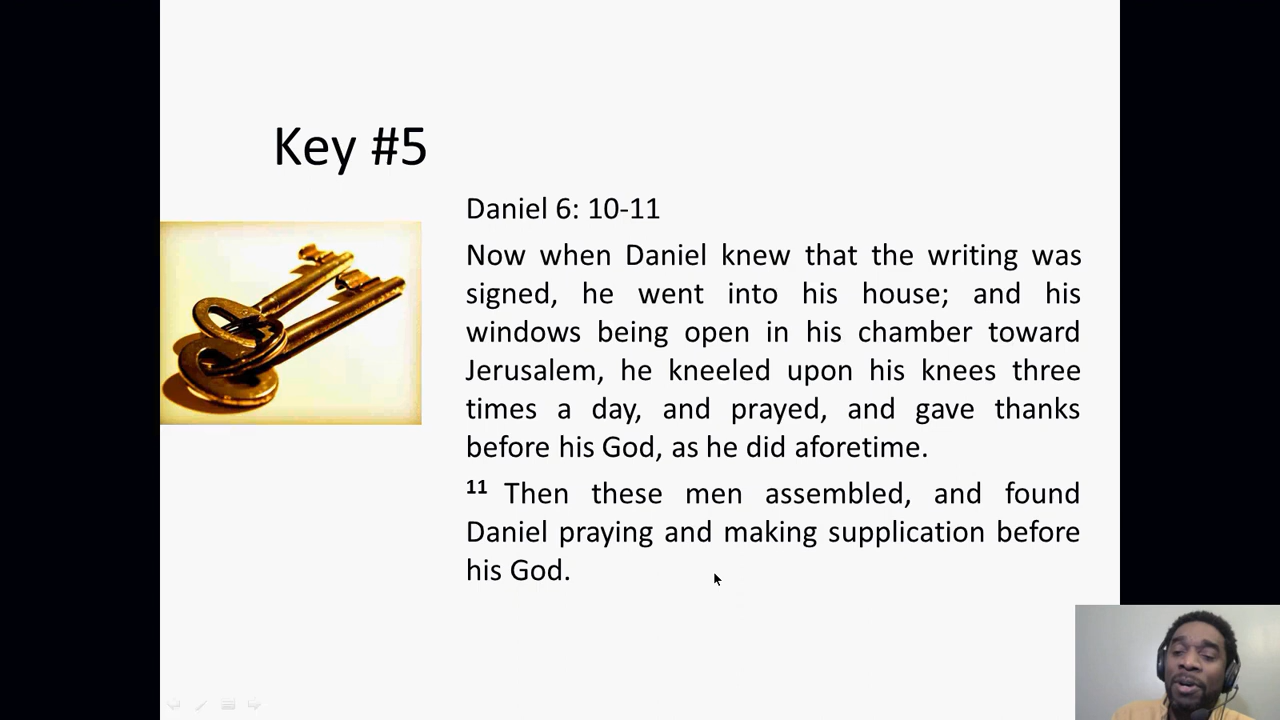 Key #5
Daniel 6: 10-11
Now when Daniel knew that the writing was
signed, he went into his house; and his
windows being open in his chamber toward
Jerusalem, he kneeled upon his knees three
times a day, and prayed, and gave thanks
before his God, as he did aforetime.
11 Then these men assembled, and found
Daniel praying and making supplication before
his God.